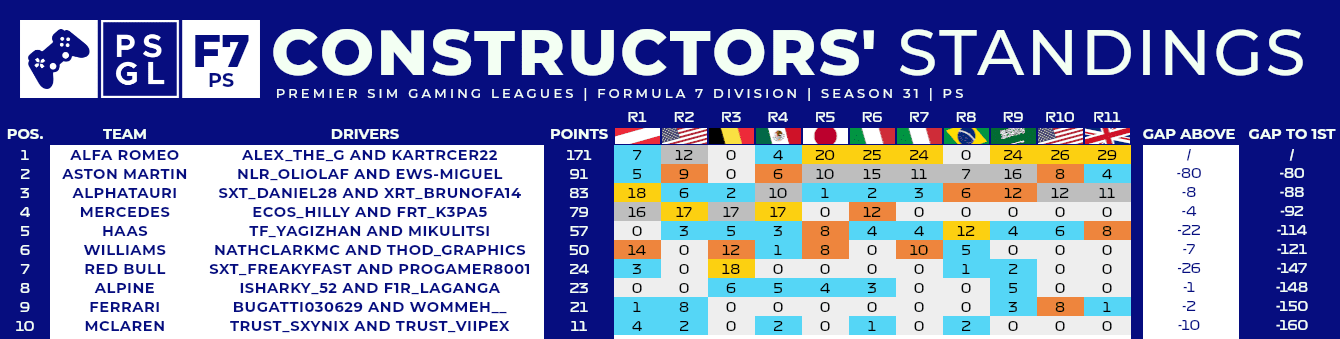 PS GL F7 PS CONSTRUCTORS' STANDINGS
PREMIER SIM GAMING LEAGUES | FORMULA 7 DIVISION | SEASON 31 | PS
R1 R2 R3 R4 R5 R6 R7 R8 R9 R10 R11
POS. TEAM DRIVERS POINTS GAP ABOVE GAP TO 1ST
1 ALFA ROMEO ALEX_THE_G AND KARTRCER22 171 7 12 0 4 20 25 24 0 24 26 29 / /
2 ASTON MARTIN NLR_OLIOLAF AND EWS-MIGUEL 91 5 9 0 6 10 15 11 7 16 8 4 -80 -80
3 ALPHATAURI SXT_DANIEL28 AND XRT_BRUNOFA14 83 18 6 2 10 1 2 3 6 12 12 11 -8 -88
4 MERCEDES ECOS_HILLY AND FRT_K3PA5 79 16 17 17 17 0 12 0 0 0 0 0 -4 -92
5 HAAS TF_YAGIZHAN AND MIKULITSI 57 0 3 5 3 8 4 4 12 4 6 8 -22 -114
6 WILLIAMS NATHCLARKMC AND THOD_GRAPHICS 50 14 0 12 1 8 0 10 5 0 0 0 -7 -121
7 RED BULL SXT_FREAKYFAST AND PROGAMER8001 24 3 0 18 0 0 0 0 1 2 0 0 -26 -147
8 ALPINE ISHARKY_52 AND F1R_LAGANGA 23 0 0 6 5 4 3 0 0 5 0 0 -1 -148
9 FERRARI BUGATTI030629 AND WOMMEH__ 21 1 8 0 0 0 0 0 0 3 8 1 -2 -150
10 MCLAREN TRUST_SXYNIX AND TRUST_VIIPEX 11 4 2 0 2 0 1 0 2 0 0 0 -10 -160